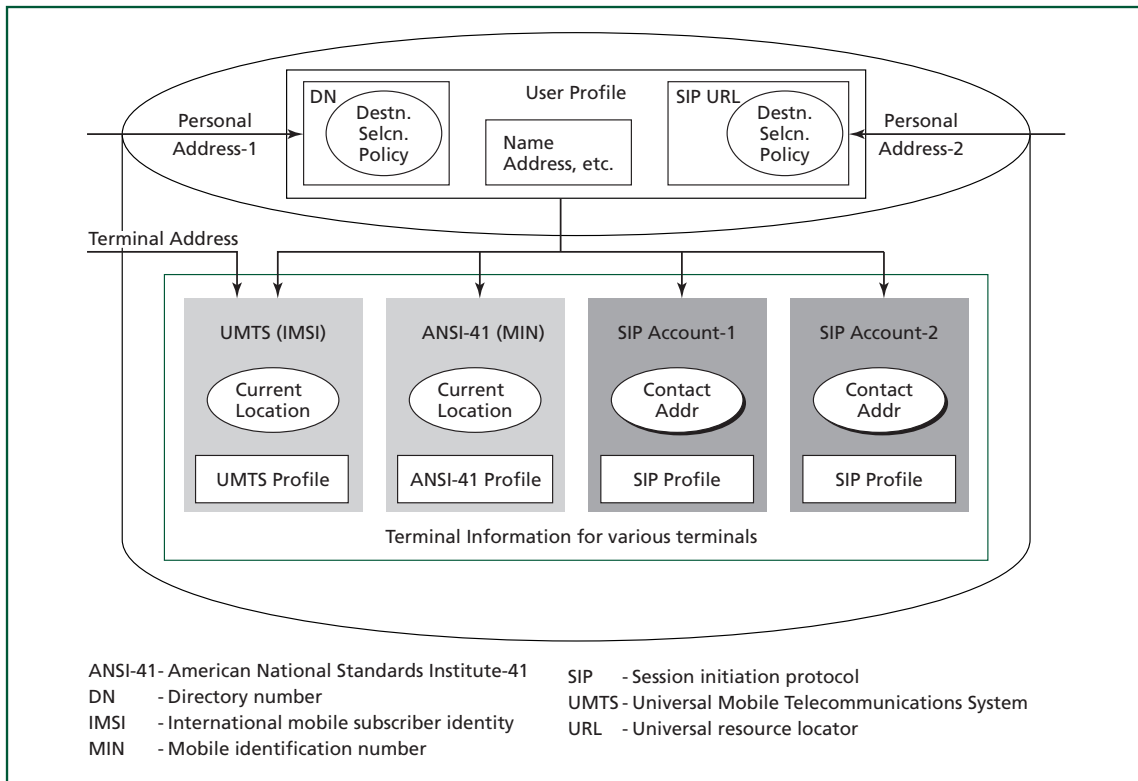 DN
User Profile
SIP URL
Destn.
Selcn.
Policy
Name
Address, etc.
Destn.
Selcn.
Policy
Personal
Address-1
Personal
Address-2
Terminal Address
UMTS (IMSI)
ANSI-41 (MIN)
SIP Account-1
SIP Account-2
Current
Location
Current
Location
Contact
Addr
Contact
Addr
UMTS Profile
ANSI-41 Profile
SIP Profile
SIP Profile
Terminal Information for various terminals
ANSI-41 - American National Standards Institute-41
DN - Directory number
IMSI - International mobile subscriber identity
MIN - Mobile identification number
SIP - Session initiation protocol
UMTS - Universal Mobile Telecommunications System
URL - Universal resource locator